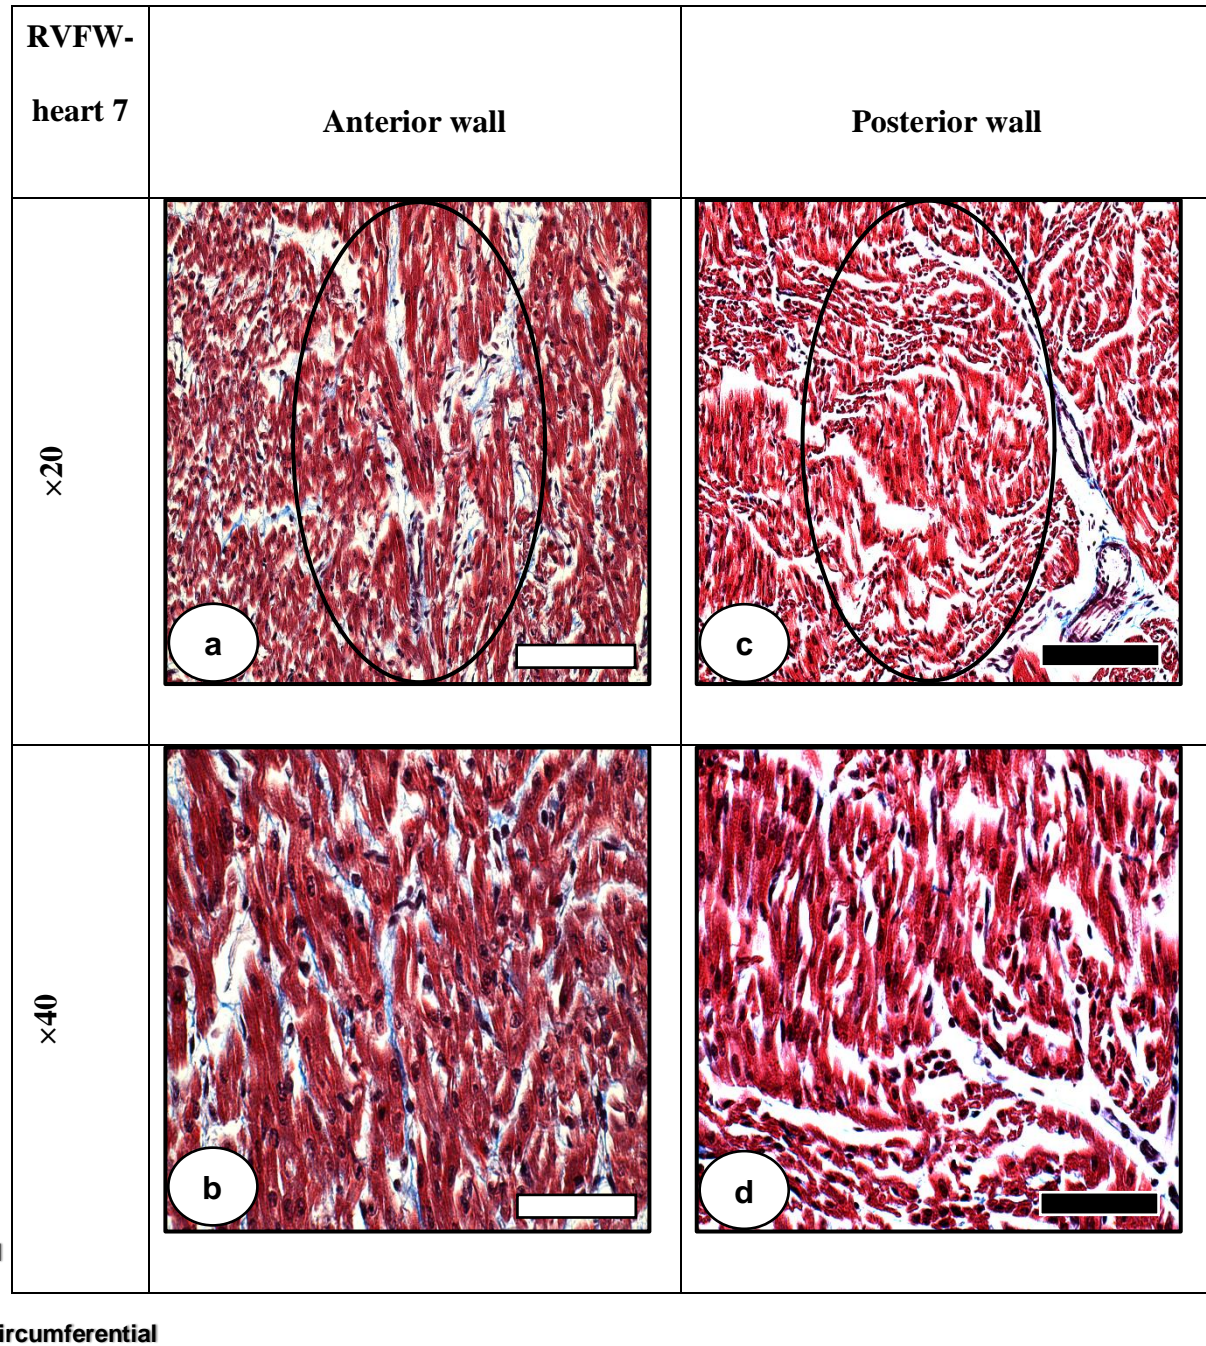 RVFW-
heart 7
Anterior wall
Posterior wall
×20
a
c
×40
b
d
ircumferential